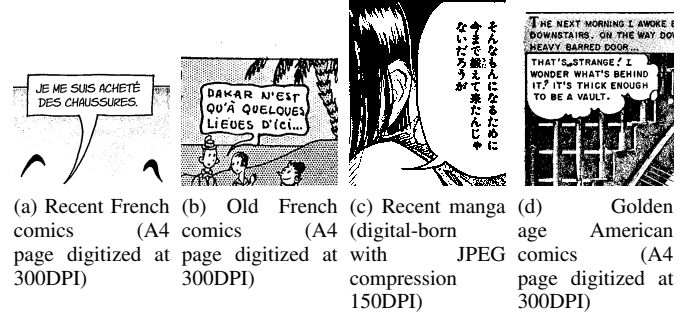 JE ME SUIS ACHETÉ
DES CHAUSSURES.
DAKAR N'EST
QU'À QUELQUES
LIEUES D'ICI...
そんなもんになるために
今まで鍛えて来たんじゃ
ないだろうが
THE NEXT MORNING I AWOKE
DOWNSTAIRS. ON THE WAY
HEAVY BARRED DOOR...
THAT'S STRANGE! I
WONDER WHAT'S BEHIND
IT! IT'S THICK ENOUGH
TO BE A VAULT.
(a) Recent French
comics (A4
page digitized at
300DPI)
(b) Old French
comics (A4
page digitized at
300DPI)
(c) Recent manga
(digital-born
with JPEG
compression
150DPI)
(d) Golden
age American
comics (A4
page digitized at
300DPI)